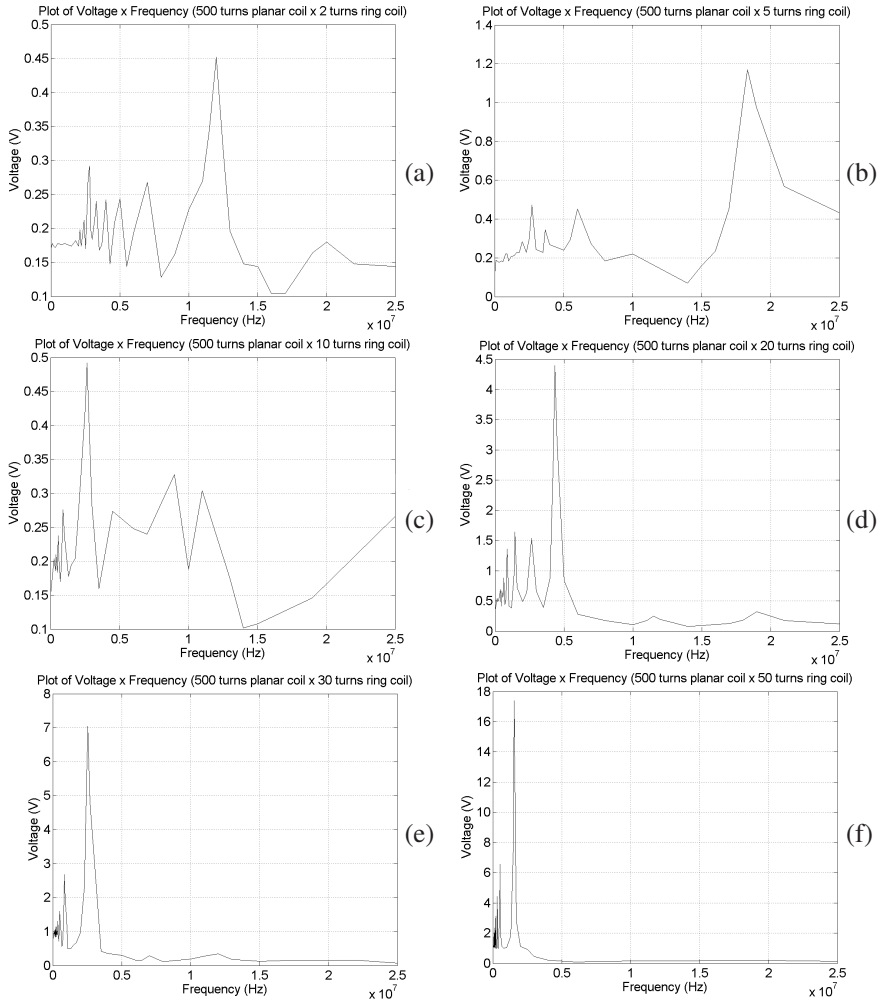 Plot of Voltage x Frequency (500 turns planar coil x 2 turns ring coil)
0.5
0.45
0.4
0.35
0.3
0.25
0.2
0.15
0.1
Voltage (V)
0 0.5 1 1.5 2 2.5
Frequency (Hz)
x 10^7
(a)
Plot of Voltage x Frequency (500 turns planar coil x 5 turns ring coil)
1.4
1.2
1
0.8
0.6
0.4
0.2
0
Voltage (V)
0 0.5 1 1.5 2 2.5
Frequency (Hz)
x 10^7
(b)
Plot of Voltage x Frequency (500 turns planar coil x 10 turns ring coil)
0.5
0.45
0.4
0.35
0.3
0.25
0.2
0.15
0.1
Voltage (V)
0 0.5 1 1.5 2 2.5
Frequency (Hz)
x 10^7
(c)
Plot of Voltage x Frequency (500 turns planar coil x 20 turns ring coil)
4.5
4
3.5
3
2.5
2
1.5
1
0.5
0
Voltage (V)
0 0.5 1 1.5 2 2.5
Frequency (Hz)
x 10^7
(d)
Plot of Voltage x Frequency (500 turns planar coil x 30 turns ring coil)
8
7
6
5
4
3
2
1
0
Voltage (V)
0 0.5 1 1.5 2 2.5
Frequency (Hz)
x 10^7
(e)
Plot of Voltage x Frequency (500 turns planar coil x 50 turns ring coil)
18
16
14
12
10
8
6
4
2
0
Voltage (V)
0 0.5 1 1.5 2 2.5
Frequency (Hz)
x 10^7
(f)